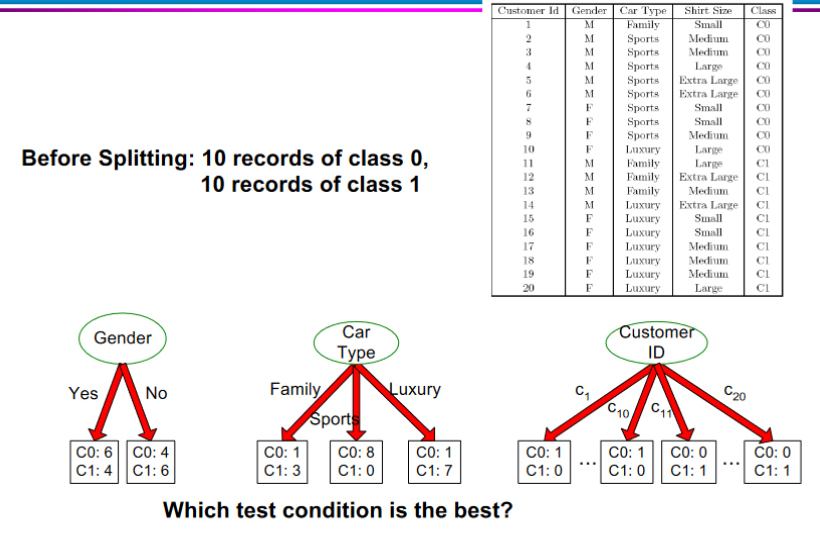 Customer Id Gender Car Type Shirt Size Class
1 M Family Small C0
2 M Sports Medium C0
3 M Sports Medium C0
4 M Sports Large C0
5 M Sports Extra Large C0
6 M Sports Extra Large C0
7 F Sports Small C0
8 F Sports Small C0
9 F Sports Medium C0
10 F Luxury Large C0
11 M Family Large C1
12 M Family Extra Large C1
13 M Family Medium C1
14 M Luxury Extra Large C1
15 F Luxury Small C1
16 F Luxury Small C1
17 F Luxury Medium C1
18 F Luxury Medium C1
19 F Luxury Medium C1
20 F Luxury Large C1
Before Splitting: 10 records of class 0,
10 records of class 1
Gender
Yes No
C0: 6 C0: 4
C1: 4 C1: 6
Car
Type
Family Luxury
Sports
C0: 1 C0: 8 C0: 1
C1: 3 C1: 0 C1: 7
Customer
ID
c1 c10 c11 c20
C0: 1 ... C0: 1 C0: 0 ... C0: 0
C1: 0 C1: 0 C1: 1 C1: 1
Which test condition is the best?